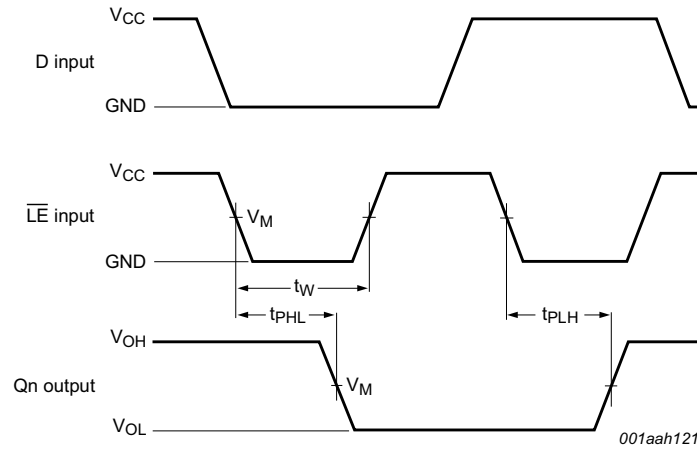 VCC
D input
GND
VCC
LE input
VM
GND
tW
tPHL
tPLH
VOH
Qn output
VM
VOL
001aah121